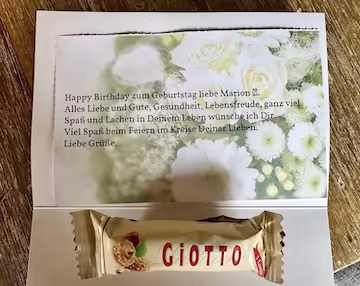 Happy Birthday zum Geburtstag liebe Marion ⍰.
Alles Liebe und Gute, Gesundheit, Lebensfreude, ganz viel
Spaß und Lachen in Deinem Leben wünsche ich Dir.
Viel Spaß beim Feiern im Kreise Deiner Lieben.
Liebe Grüße.
GiOTTO